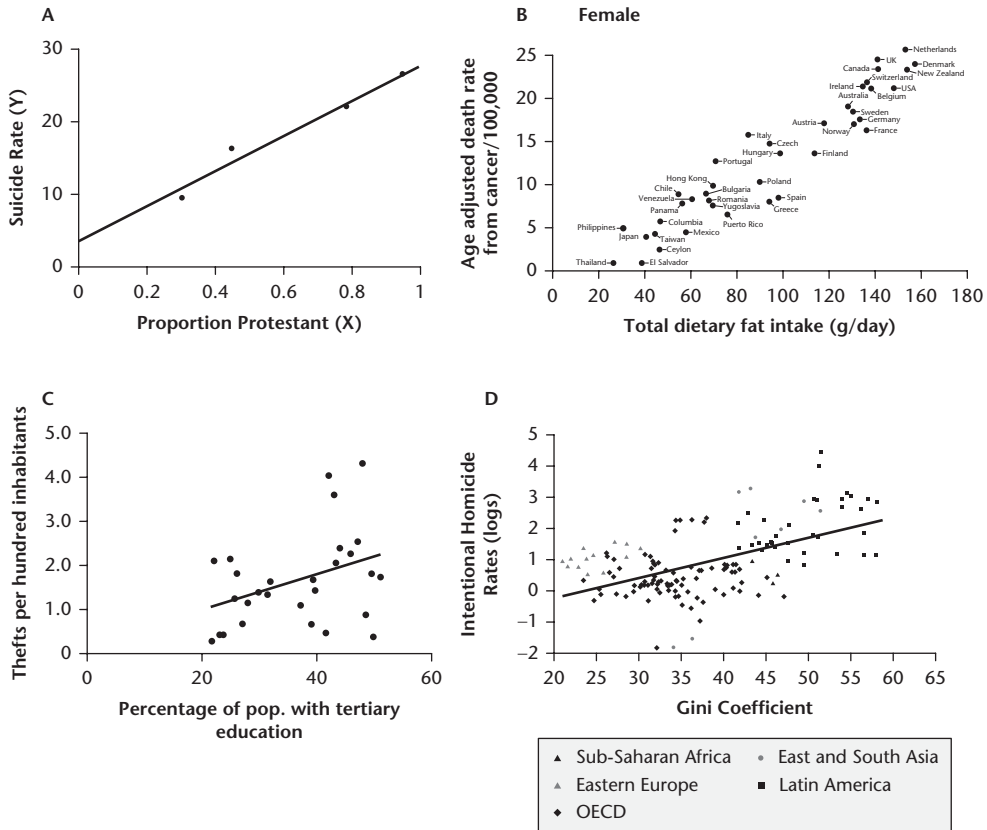 A
Suicide Rate (Y)
30
20
10
0
0 0.2 0.4 0.6 0.8 1
Proportion Protestant (X)
B Female
Age adjusted death rate
from cancer/100,000
25
20
15
10
5
0
Netherlands
UK
Denmark
Canada
New Zealand
Switzerland
Ireland
USA
Belgium
Australia
Sweden
Austria
Germany
Norway
France
Italy
Czech
Hungary
Finland
Portugal
Hong Kong
Poland
Chile
Bulgaria
Venezuela
Romania
Spain
Panama
Yugoslavia
Greece
Puerto Rico
Columbia
Philippines
Mexico
Japan
Taiwan
Ceylon
Thailand
El Salvador
0 20 40 60 80 100 120 140 160 180
Total dietary fat intake (g/day)
C
Thefts per hundred inhabitants
5.0
4.0
3.0
2.0
1.0
0
0 20 40 60
Percentage of pop. with tertiary
education
D
Intentional Homicide
Rates (logs)
5
4
3
2
1
0
−1
−2
20 25 30 35 40 45 50 55 60 65
Gini Coefficient
Sub-Saharan Africa East and South Asia
Eastern Europe Latin America
OECD